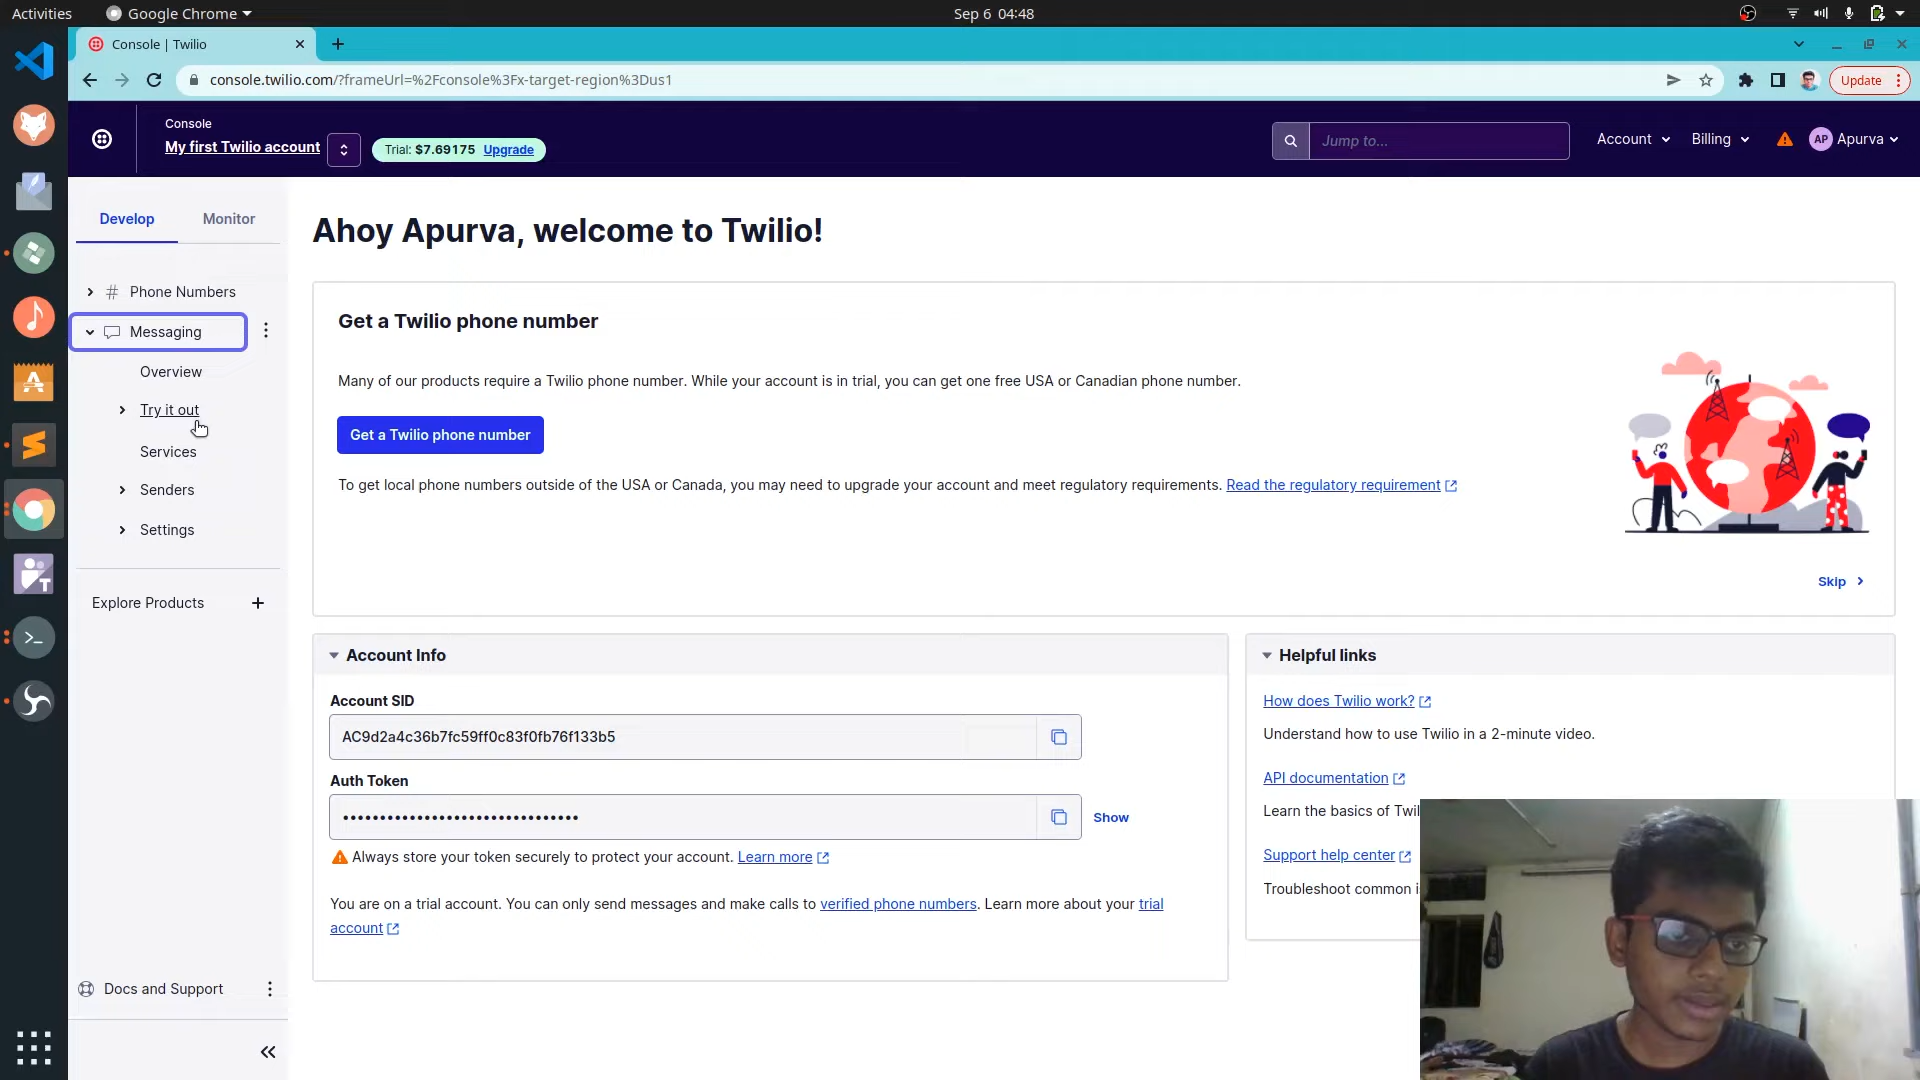 Activities
Google Chrome
Sep 6 04:48
Console | Twilio
console.twilio.com/?frameUrl=%2Fconsole%3Fx-target-region%3Dus1
Update
Console
My first Twilio account
Trial: $7.69175 Upgrade
Jump to...
Account
Billing
AP
Apurva
Develop
Monitor
Phone Numbers
Messaging
Overview
Try it out
Services
Senders
Settings
Explore Products
Docs and Support
Ahoy Apurva, welcome to Twilio!
Get a Twilio phone number
Many of our products require a Twilio phone number. While your account is in trial, you can get one free USA or Canadian phone number.
Get a Twilio phone number
To get local phone numbers outside of the USA or Canada, you may need to upgrade your account and meet regulatory requirements. Read the regulatory requirement
Skip
Account Info
Account SID
AC9d2a4c36b7fc59ff0c83f0fb76f133b5
Auth Token
••••••••••••••••••••••••••••••••
Show
Always store your token securely to protect your account. Learn more
You are on a trial account. You can only send messages and make calls to verified phone numbers. Learn more about your trial
account
Helpful links
How does Twilio work?
Understand how to use Twilio in a 2-minute video.
API documentation
Learn the basics of Twil
Support help center
Troubleshoot common i